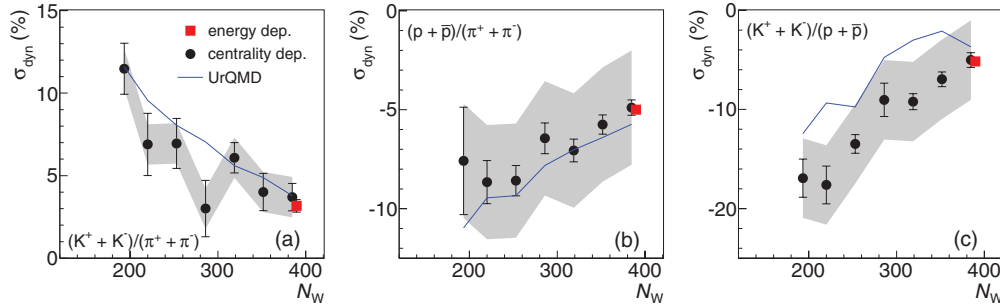 σdyn (%)
15
10
5
0
200
300
400
NW
energy dep.
centrality dep.
UrQMD
(K⁺ + K⁻)/(π⁺ + π⁻)
(a)
σdyn (%)
-0
-5
-10
200
300
400
NW
(p + p̅)/(π⁺ + π⁻)
(b)
σdyn (%)
0
-10
-20
200
300
400
NW
(K⁺ + K⁻)/(p + p̅)
(c)